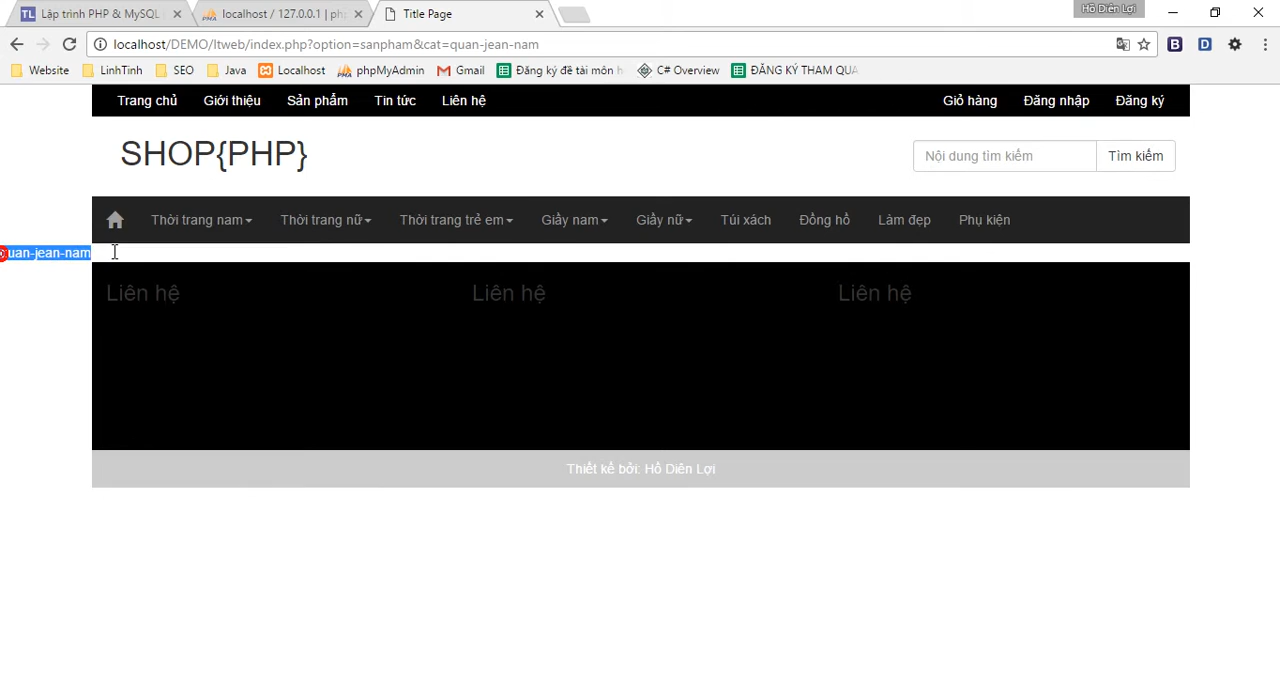 Lập trình PHP & MySQL
localhost / 127.0.0.1 | ph
Title Page
Hồ Diên Lợi
localhost/DEMO/ltweb/index.php?option=sanpham&cat=quan-jean-nam
Website LinhTinh SEO Java Localhost phpMyAdmin Gmail Đăng ký đề tài môn h C# Overview ĐĂNG KÝ THAM QUA
Trang chủ Giới thiệu Sản phẩm Tin tức Liên hệ Giỏ hàng Đăng nhập Đăng ký
SHOP{PHP}
Nội dung tìm kiếm Tìm kiếm
Thời trang nam Thời trang nữ Thời trang trẻ em Giầy nam Giầy nữ Túi xách Đồng hồ Làm đẹp Phụ kiện
quan-jean-nam
Liên hệ Liên hệ Liên hệ
Thiết kế bởi: Hồ Diên Lợi